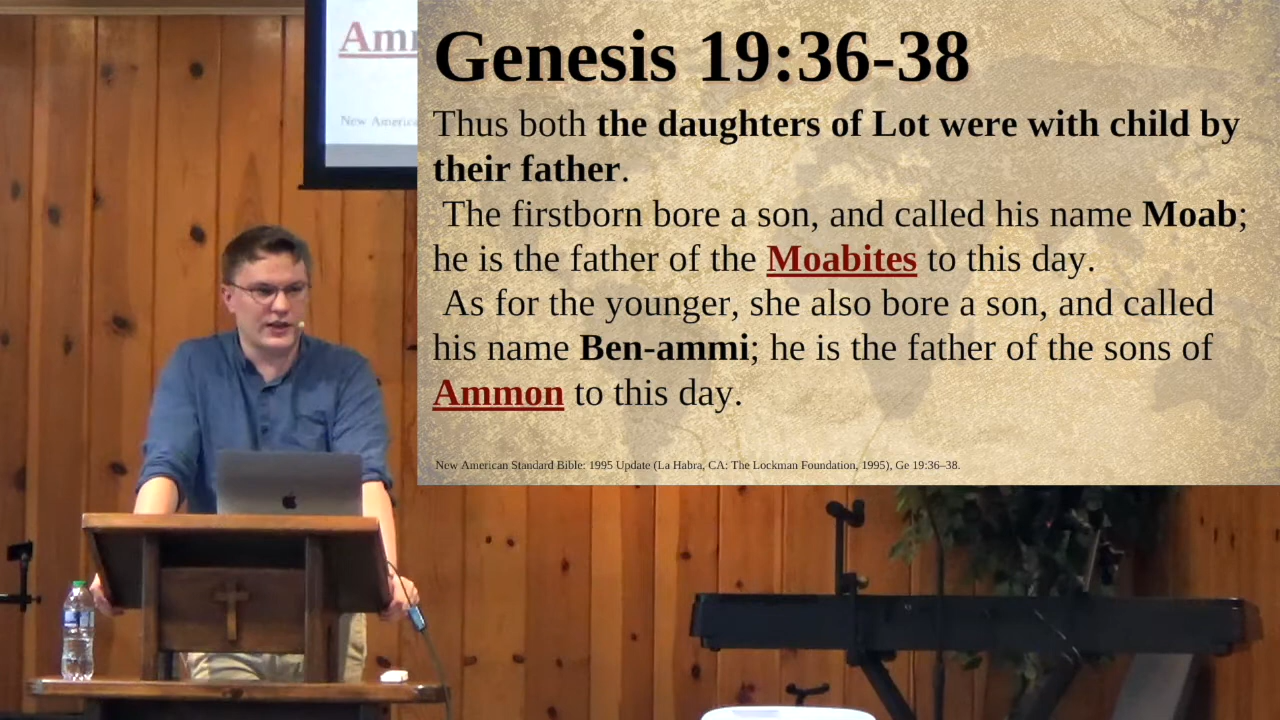 Am
New America
Genesis 19:36-38
Thus both the daughters of Lot were with child by
their father.
The firstborn bore a son, and called his name Moab;
he is the father of the Moabites to this day.
As for the younger, she also bore a son, and called
his name Ben-ammi; he is the father of the sons of
Ammon to this day.
New American Standard Bible: 1995 Update (La Habra, CA: The Lockman Foundation, 1995), Ge 19:36–38.